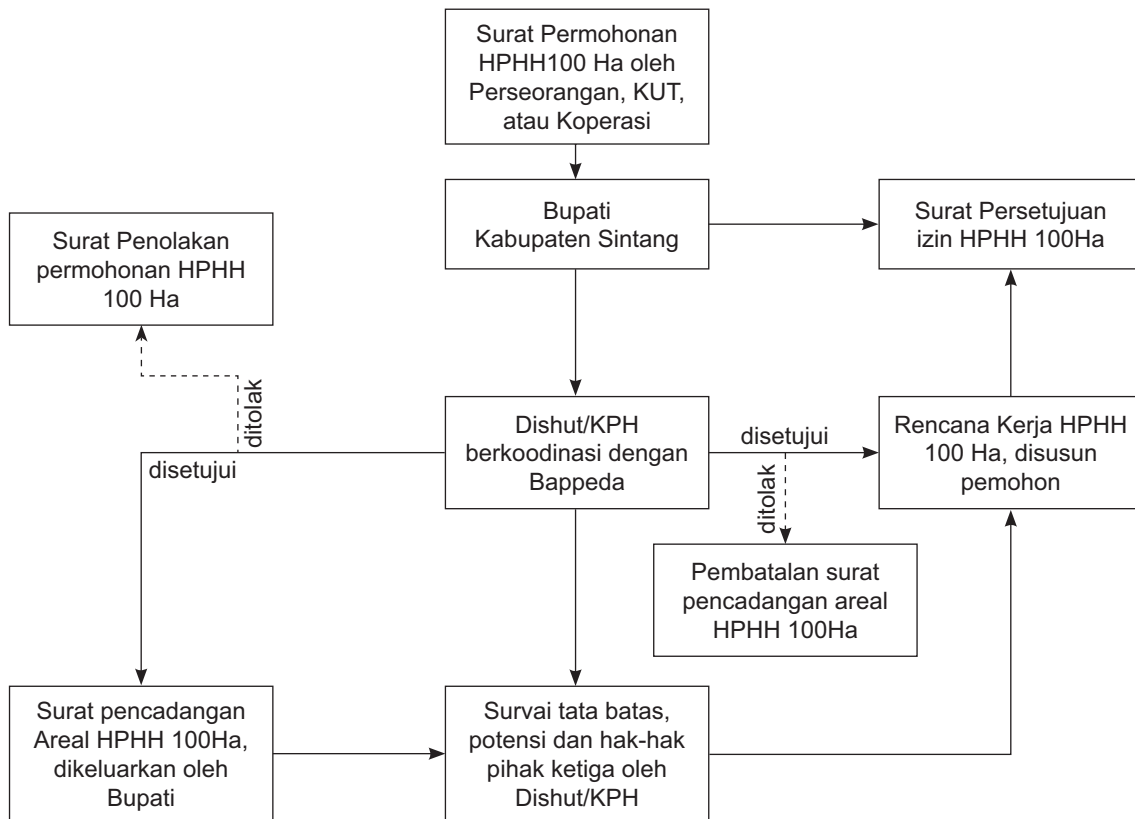 Surat Permohonan
HPHH100 Ha oleh
Perseorangan, KUT,
atau Koperasi
Bupati
Kabupaten Sintang
Surat Persetujuan
izin HPHH 100Ha
Surat Penolakan
permohonan HPHH
100 Ha
ditolak
disetujui
Dishut/KPH
berkoodinasi dengan
Bappeda
disetujui
ditolak
Rencana Kerja HPHH
100 Ha, disusun
pemohon
Pembatalan surat
pencadangan areal
HPHH 100Ha
Surat pencadangan
Areal HPHH 100Ha,
dikeluarkan oleh
Bupati
Survai tata batas,
potensi dan hak-hak
pihak ketiga oleh
Dishut/KPH